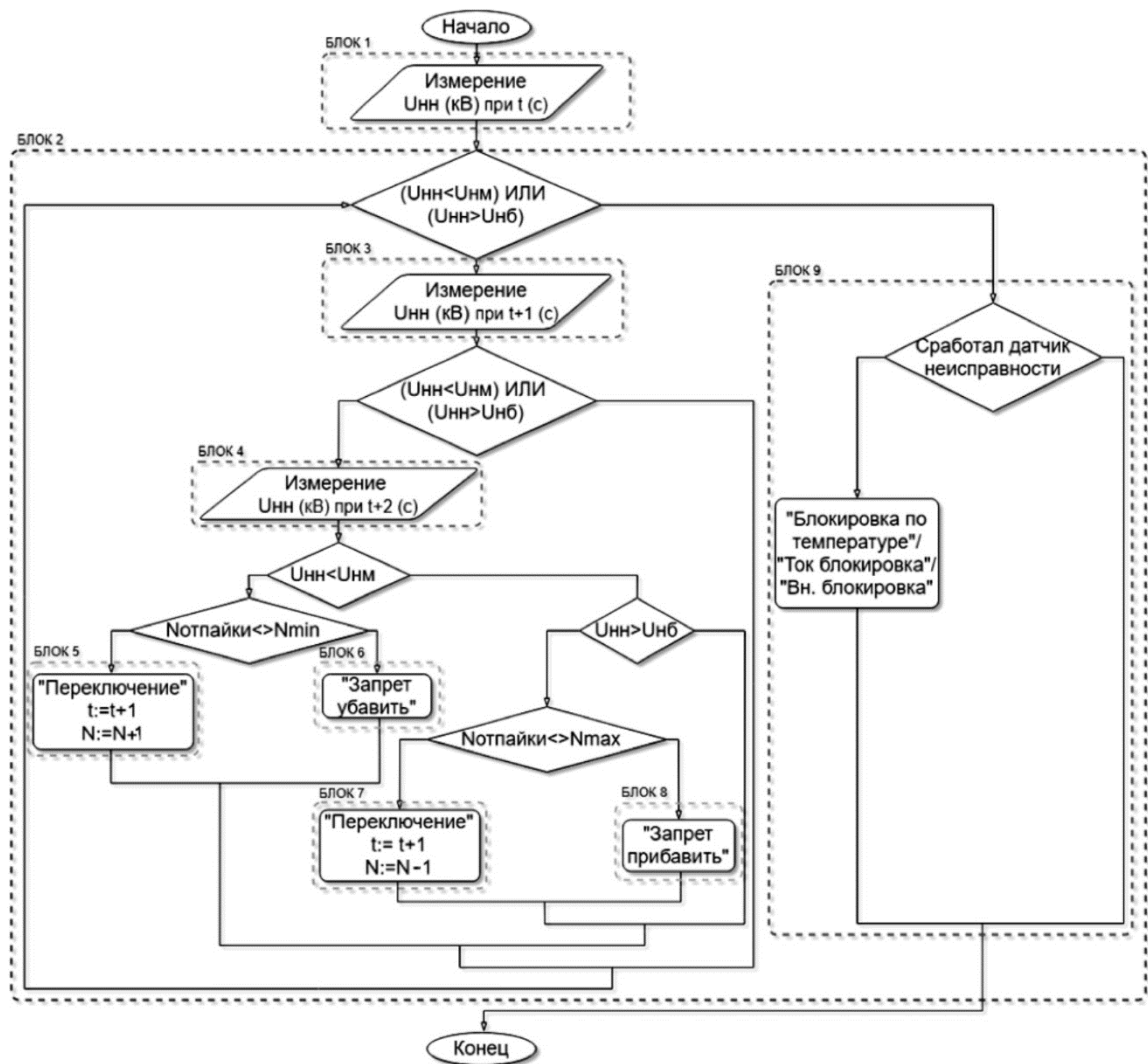 Начало
БЛОК 1
Измерение
Uнн (кВ) при t (с)
БЛОК 2
(Uнн<Uнм) ИЛИ
(Uнн>Uнб)
БЛОК 3
Измерение
Uнн (кВ) при t+1 (с)
БЛОК 9
Сработал датчик
неисправности
(Uнн<Uнм) ИЛИ
(Uнн>Uнб)
БЛОК 4
Измерение
Uнн (кВ) при t+2 (с)
"Блокировка по
температуре"/
"Ток блокировка"/
"Вн. блокировка"
Uнн<Uнм
Nотпайки<>Nmin
Uнн>Uнб
БЛОК 5
"Переключение"
t:=t+1
N:=N+1
БЛОК 6
"Запрет
убавить"
Nотпайки<>Nmax
БЛОК 7
"Переключение"
t:= t+1
N:=N-1
БЛОК 8
"Запрет
прибавить"
Конец